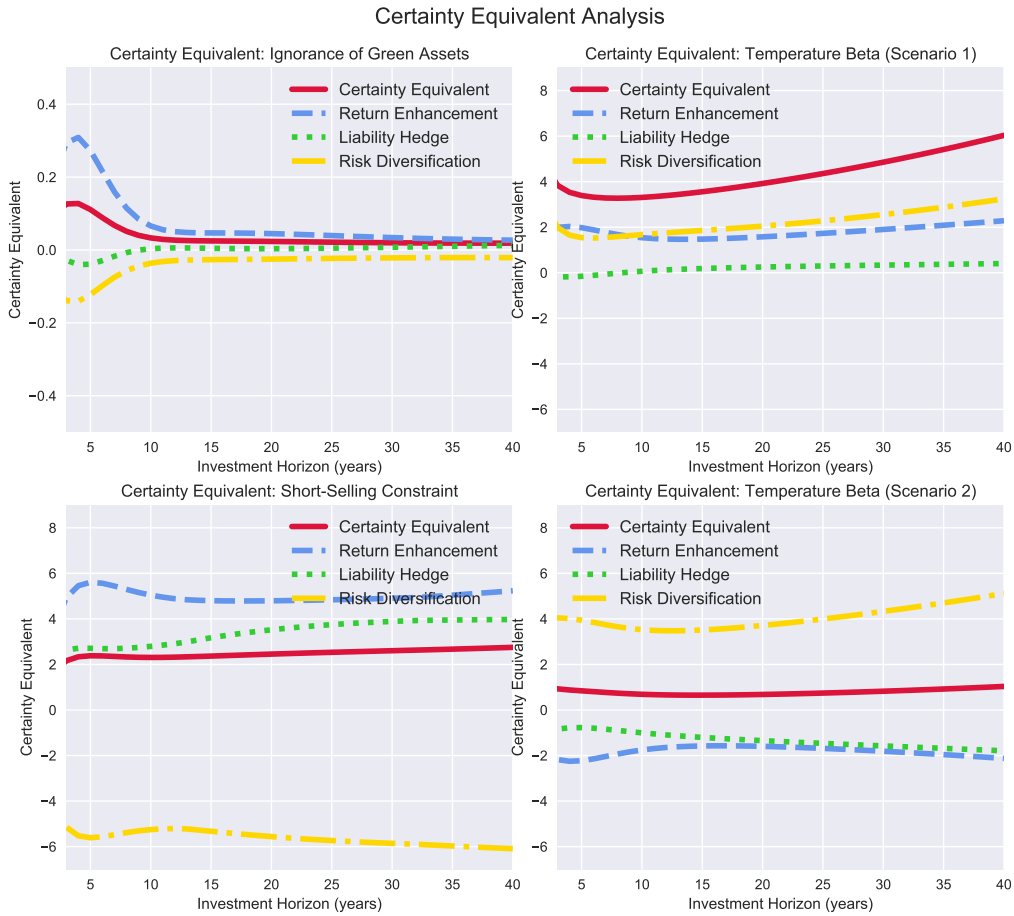 Certainty Equivalent Analysis
Certainty Equivalent: Ignorance of Green Assets
Certainty Equivalent
0.4
0.2
0.0
−0.2
−0.4
Certainty Equivalent
Return Enhancement
Liability Hedge
Risk Diversification
5 10 15 20 25 30 35 40
Investment Horizon (years)
Certainty Equivalent: Temperature Beta (Scenario 1)
Certainty Equivalent
8
6
4
2
0
−2
−4
−6
Certainty Equivalent
Return Enhancement
Liability Hedge
Risk Diversification
5 10 15 20 25 30 35 40
Investment Horizon (years)
Certainty Equivalent: Short-Selling Constraint
Certainty Equivalent
8
6
4
2
0
−2
−4
−6
Certainty Equivalent
Return Enhancement
Liability Hedge
Risk Diversification
5 10 15 20 25 30 35 40
Investment Horizon (years)
Certainty Equivalent: Temperature Beta (Scenario 2)
Certainty Equivalent
8
6
4
2
0
−2
−4
−6
Certainty Equivalent
Return Enhancement
Liability Hedge
Risk Diversification
5 10 15 20 25 30 35 40
Investment Horizon (years)